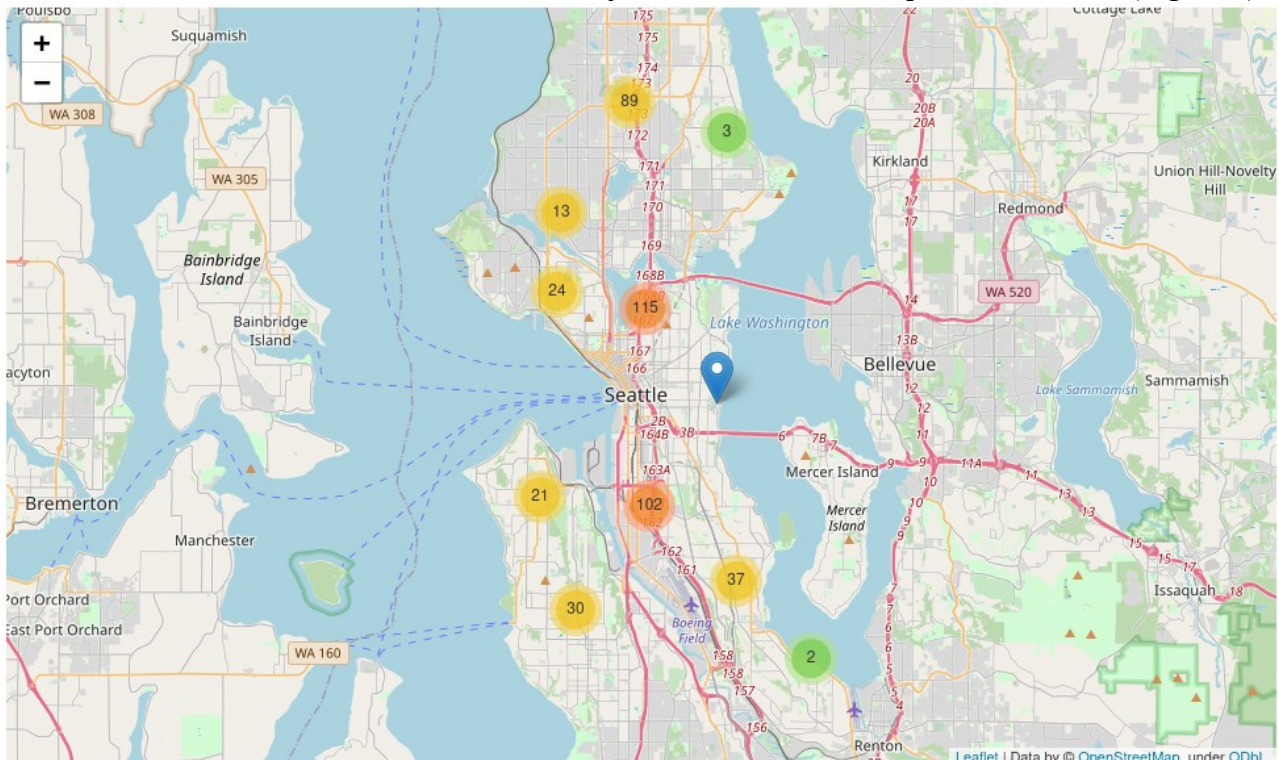 Poulsbo
Suquamish
175
22
Cottage Lake
+
175
−
174
20
173
89
20B
WA 308
173
20A
3
172
Kirkland
171
Union Hill-Novelty
Hill
WA 305
171
17
170
17
Redmond
13
169
Bainbridge
Island
168B
24
14
WA 520
115
167
Bainbridge
Island
Lake Washington
13B
167
166
Bellevue
acyton
Seattle
12
Lake Sammamish
Sammamish
12
2B
164B
3B
6
7B
7
11
163A
Mercer Island
9
9
11A
11
21
10
13
Bremerton
102
10
13
162
Mercer
Island
9
9
Manchester
15
15
162
17
161
37
7
Issaquah
18
Port Orchard
30
7
Boeing
Field
7
East Port Orchard
6
WA 160
158
2
6
158
5
157
5
4
156
Renton
Leaflet | Data by © OpenStreetMap, under ODbL